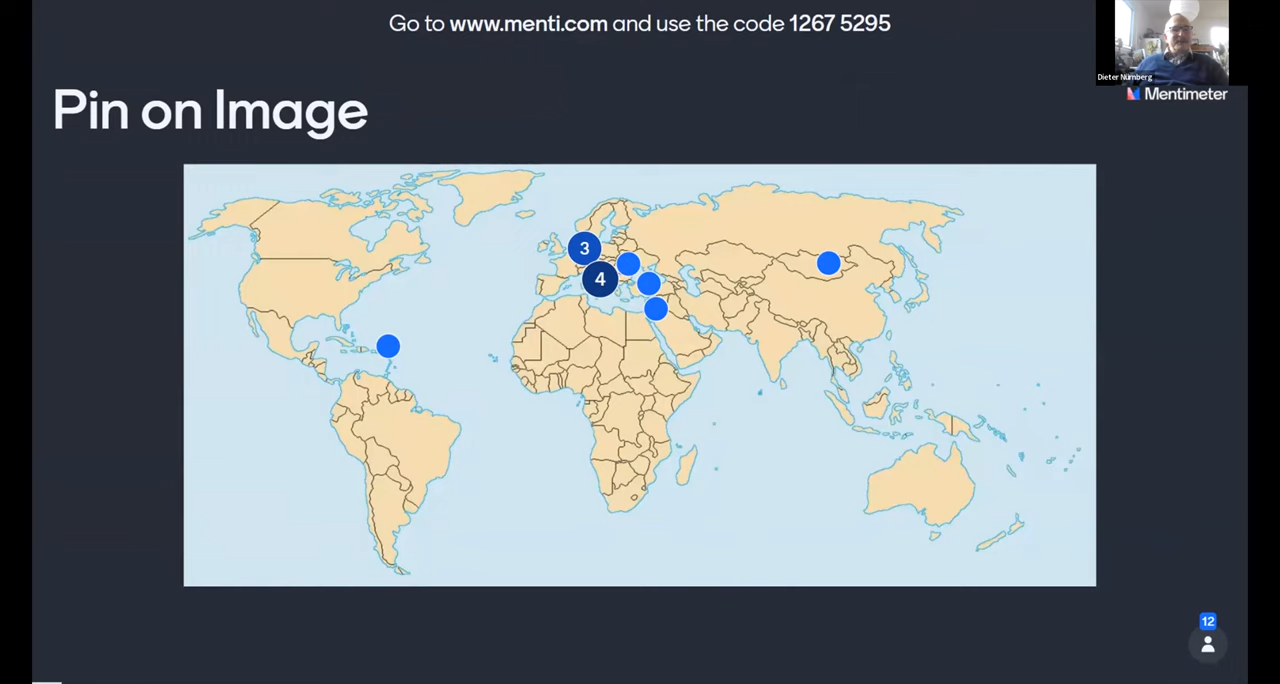 Go to www.menti.com and use the code 1267 5295
Dieter Nürnberg
Mentimeter
Pin on Image
3
4
12